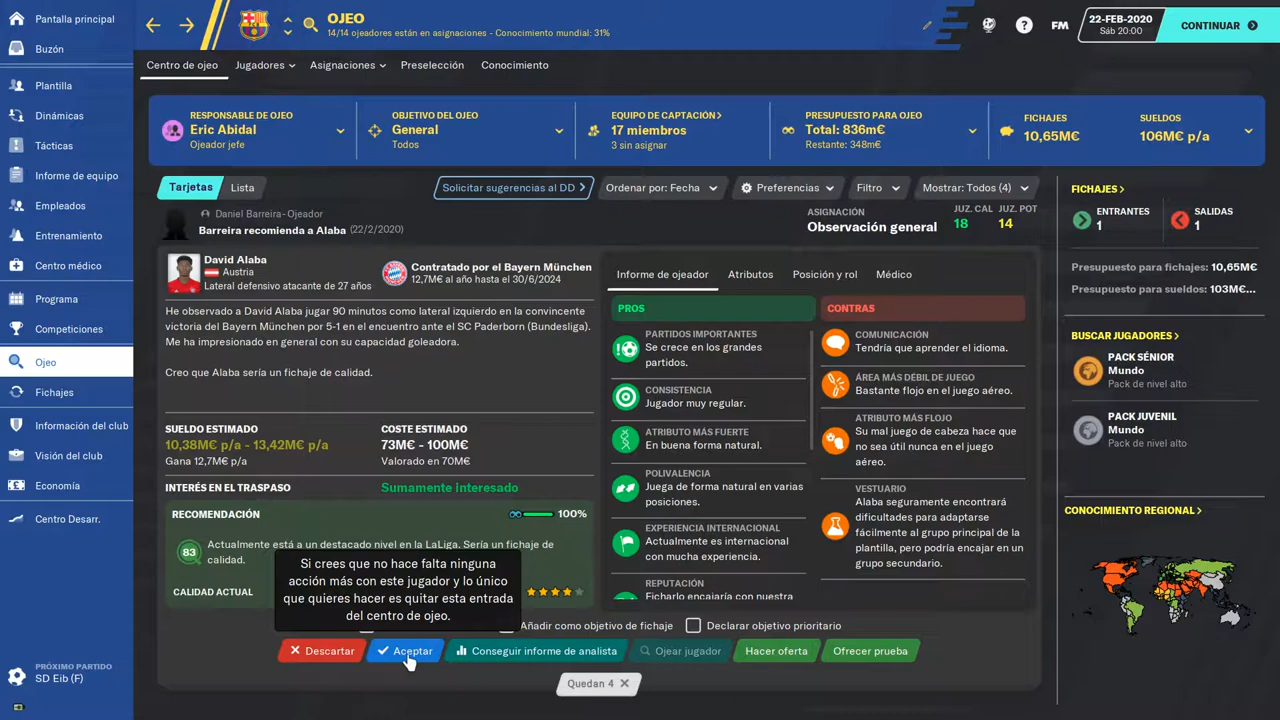 Pantalla principal
Buzón
Plantilla
Dinámicas
Tácticas
Informe de equipo
Empleados
Entrenamiento
Centro médico
Programa
Competiciones
Ojeo
Fichajes
Información del club
Visión del club
Economía
Centro Desarr.
PRÓXIMO PARTIDO
SD Eib (F)
OJEO
14/14 ojeadores están en asignaciones - Conocimiento mundial: 31%
FM
22-FEB-2020
Sáb 20:00
CONTINUAR
Centro de ojeo
Jugadores
Asignaciones
Preselección
Conocimiento
RESPONSABLE DE OJEO
Eric Abidal
Ojeador jefe
OBJETIVO DEL OJEO
General
Todos
EQUIPO DE CAPTACIÓN
17 miembros
3 sin asignar
PRESUPUESTO PARA OJEO
Total: 836m€
Restante: 348m€
FICHAJES
10,65M€
SUELDOS
106M€ p/a
Tarjetas
Lista
Solicitar sugerencias al DD
Ordenar por: Fecha
Preferencias
Filtro
Mostrar: Todos (4)
Daniel Barreira- Ojeador
Barreira recomienda a Alaba (22/2/2020)
ASIGNACIÓN
Observación general
JUZ. CAL
18
JUZ. POT
14
David Alaba
Austria
Lateral defensivo atacante de 27 años
Contratado por el Bayern München
12,7M€ al año hasta el 30/6/2024
He observado a David Alaba jugar 90 minutos como lateral izquierdo en la convincente
victoria del Bayern München por 5-1 en el encuentro ante el SC Paderborn (Bundesliga).
Me ha impresionado en general con su capacidad goleadora.
Creo que Alaba sería un fichaje de calidad.
SUELDO ESTIMADO
10,38M€ p/a - 13,42M€ p/a
Gana 12,7M€ p/a
COSTE ESTIMADO
73M€ - 100M€
Valorado en 70M€
INTERÉS EN EL TRASPASO
Sumamente interesado
RECOMENDACIÓN
100%
83
Actualmente está a un destacado nivel en la LaLiga. Sería un fichaje de
calidad.
CALIDAD ACTUAL
Si crees que no hace falta ninguna
acción más con este jugador y lo único
que quieres hacer es quitar esta entrada
del centro de ojeo.
Informe de ojeador
Atributos
Posición y rol
Médico
PROS
PARTIDOS IMPORTANTES
Se crece en los grandes
partidos.
CONSISTENCIA
Jugador muy regular.
ATRIBUTO MÁS FUERTE
En buena forma natural.
POLIVALENCIA
Juega de forma natural en varias
posiciones.
EXPERIENCIA INTERNACIONAL
Actualmente es internacional
con mucha experiencia.
REPUTACIÓN
Ficharlo encajaría con nuestra
CONTRAS
COMUNICACIÓN
Tendría que aprender el idioma.
ÁREA MÁS DÉBIL DE JUEGO
Bastante flojo en el juego aéreo.
ATRIBUTO MÁS FLOJO
Su mal juego de cabeza hace que
no sea útil nunca en el juego
aéreo.
VESTUARIO
Alaba seguramente encontrará
dificultades para adaptarse
fácilmente al grupo principal de la
plantilla, pero podría encajar en un
grupo secundario.
Añadir como objetivo de fichaje
Declarar objetivo prioritario
Descartar
Aceptar
Conseguir informe de analista
Ojear jugador
Hacer oferta
Ofrecer prueba
Quedan 4
FICHAJES
ENTRANTES
1
SALIDAS
1
Presupuesto para fichajes: 10,65M€
Presupuesto para sueldos: 103M€...
BUSCAR JUGADORES
PACK SÉNIOR
Mundo
Pack de nivel alto
PACK JUVENIL
Mundo
Pack de nivel alto
CONOCIMIENTO REGIONAL